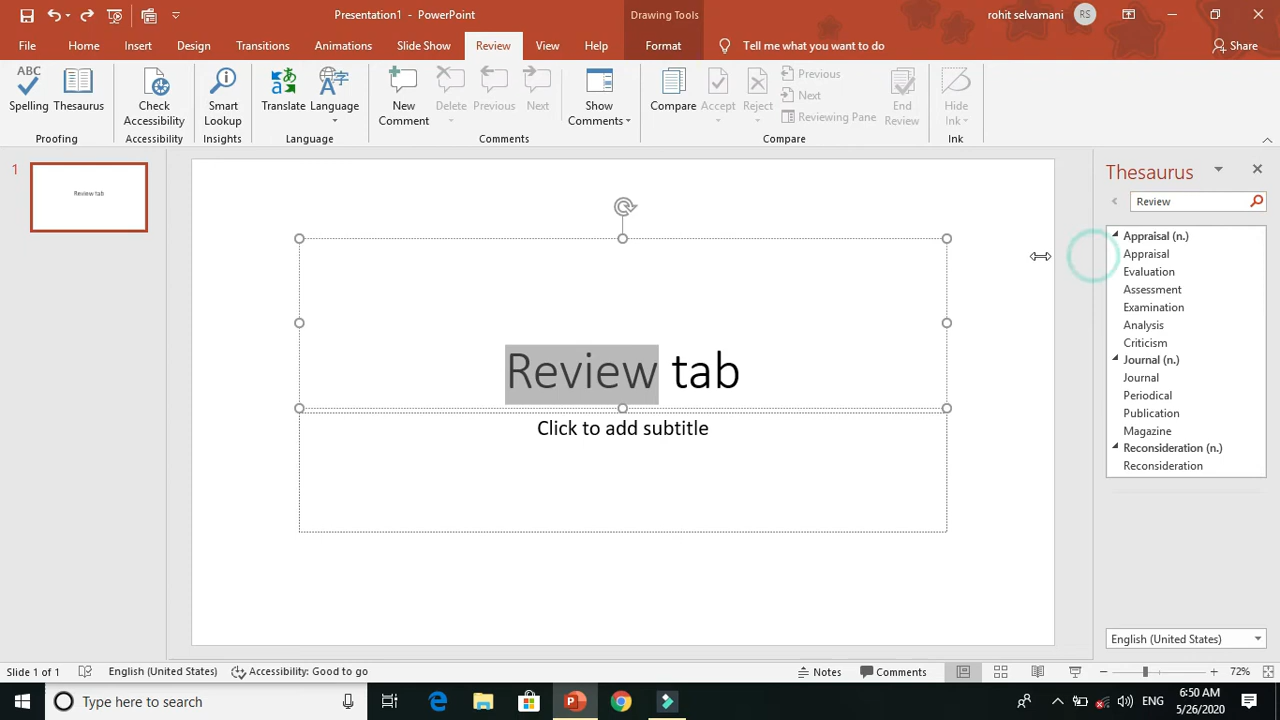 Presentation1 - PowerPoint
Drawing Tools
rohit selvamani
RS
File
Home
Insert
Design
Transitions
Animations
Slide Show
Review
View
Help
Format
Tell me what you want to do
Share
ABC
Spelling
Thesaurus
Check Accessibility
Smart Lookup
Translate
Language
New Comment
Delete
Previous
Next
Show Comments
Compare
Accept
Reject
Previous
Next
Reviewing Pane
End Review
Hide Ink
Proofing
Accessibility
Insights
Language
Comments
Compare
Ink
1
Review tab
Review tab
Click to add subtitle
Thesaurus
Review
Appraisal (n.)
Appraisal
Evaluation
Assessment
Examination
Analysis
Criticism
Journal (n.)
Journal
Periodical
Publication
Magazine
Reconsideration (n.)
Reconsideration
English (United States)
Slide 1 of 1
English (United States)
Accessibility: Good to go
Notes
Comments
72%
Type here to search
ENG
6:50 AM
5/26/2020